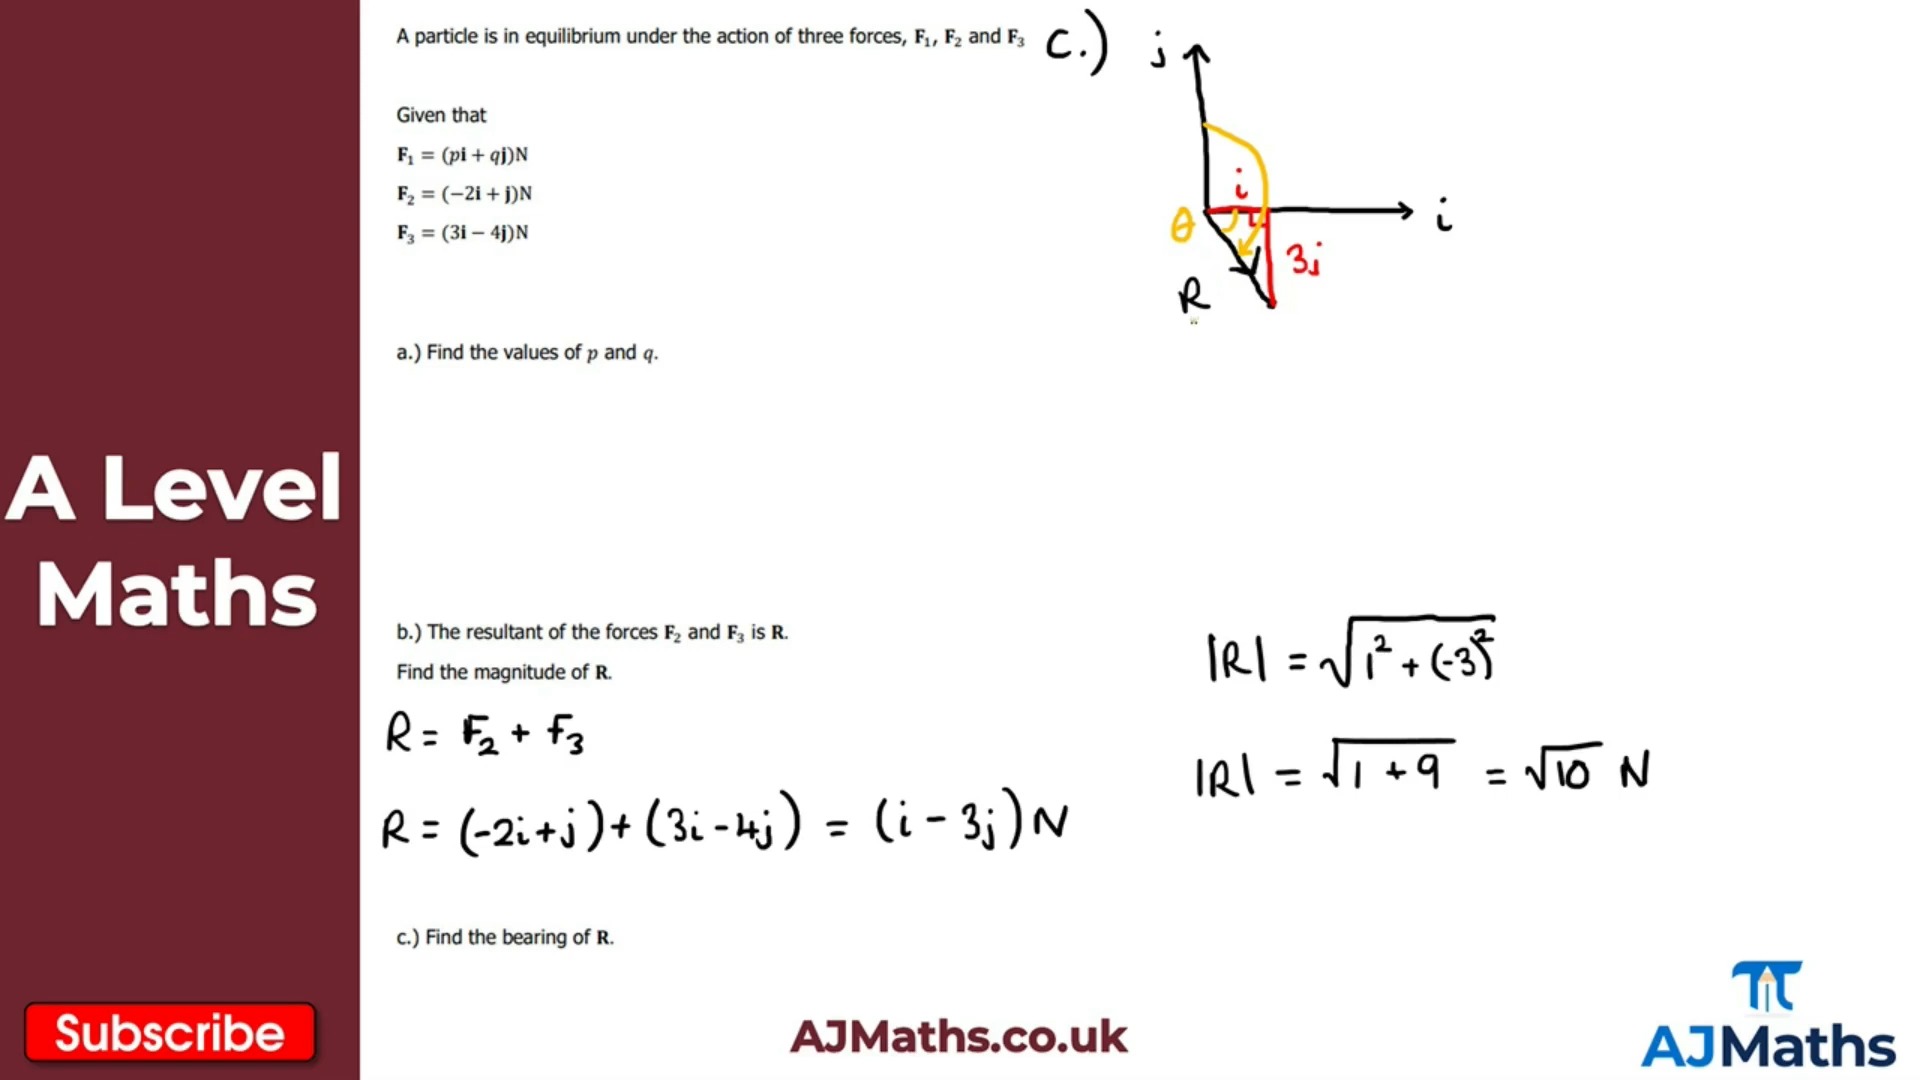 A Level
Maths
Subscribe
A particle is in equilibrium under the action of three forces, F₁, F₂ and F₃
Given that
F₁ = (pi + qj)N
F₂ = (−2i + j)N
F₃ = (3i − 4j)N
a.) Find the values of p and q.
b.) The resultant of the forces F₂ and F₃ is R.
Find the magnitude of R.
R = F₂ + F₃
R = (-2i+j)+(3i-4j) = (i - 3j)N
c.) Find the bearing of R.
c.)
j
i
i
θ
3j
R
|R| = √(1² + (-3)²)
|R| = √(1 + 9) = √10 N
AJMaths.co.uk
AJMaths